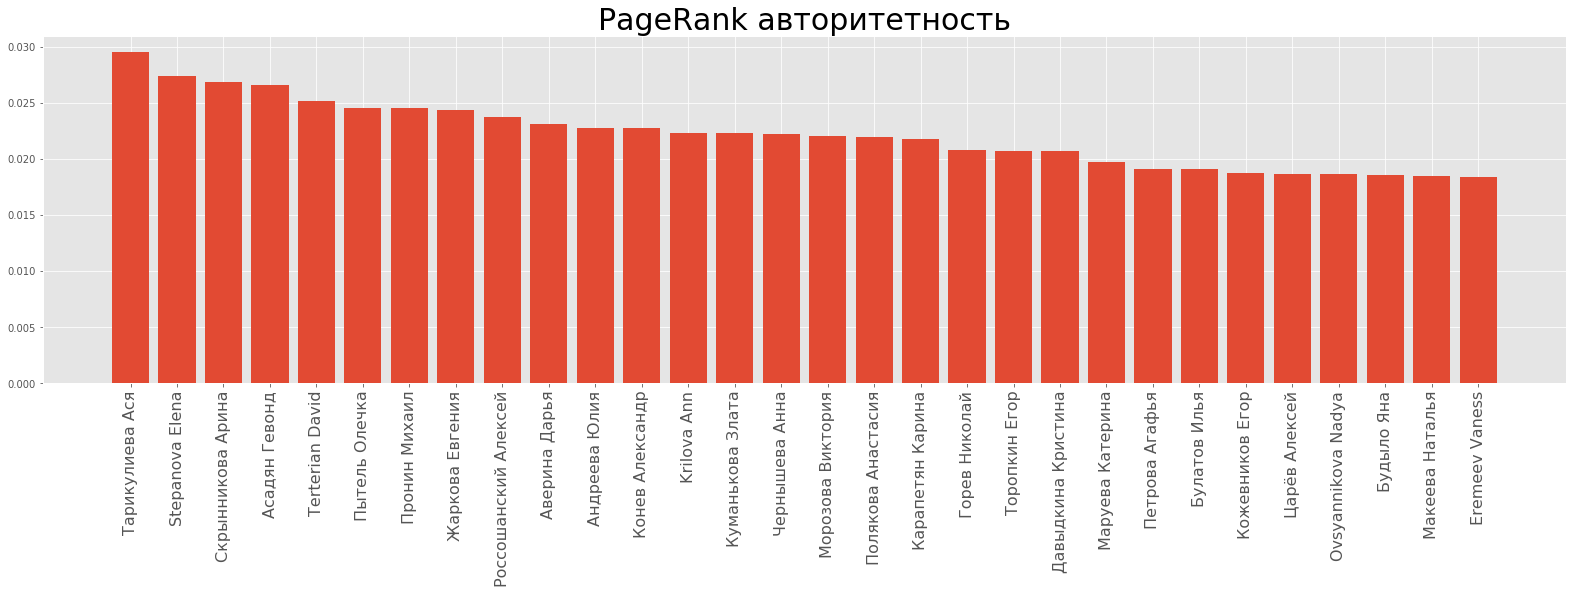 PageRank авторитетность
0.030
0.025
0.020
0.015
0.010
0.005
0.000
Тарикулиева Ася
Stepanova Elena
Скрынникова Арина
Асадян Гевонд
Terterian David
Пытель Олечка
Пронин Михаил
Жаркова Евгения
Россошанский Алексей
Аверина Дарья
Андреева Юлия
Конев Александр
Krilova Ann
Куманькова Злата
Чернышева Анна
Морозова Виктория
Полякова Анастасия
Карапетян Карина
Горев Николай
Торопкин Егор
Давыдкина Кристина
Маруева Катерина
Петрова Агафья
Булатов Илья
Кожевников Егор
Царёв Алексей
Ovsyannikova Nadya
Будыло Яна
Макеева Наталья
Eremeev Vaness